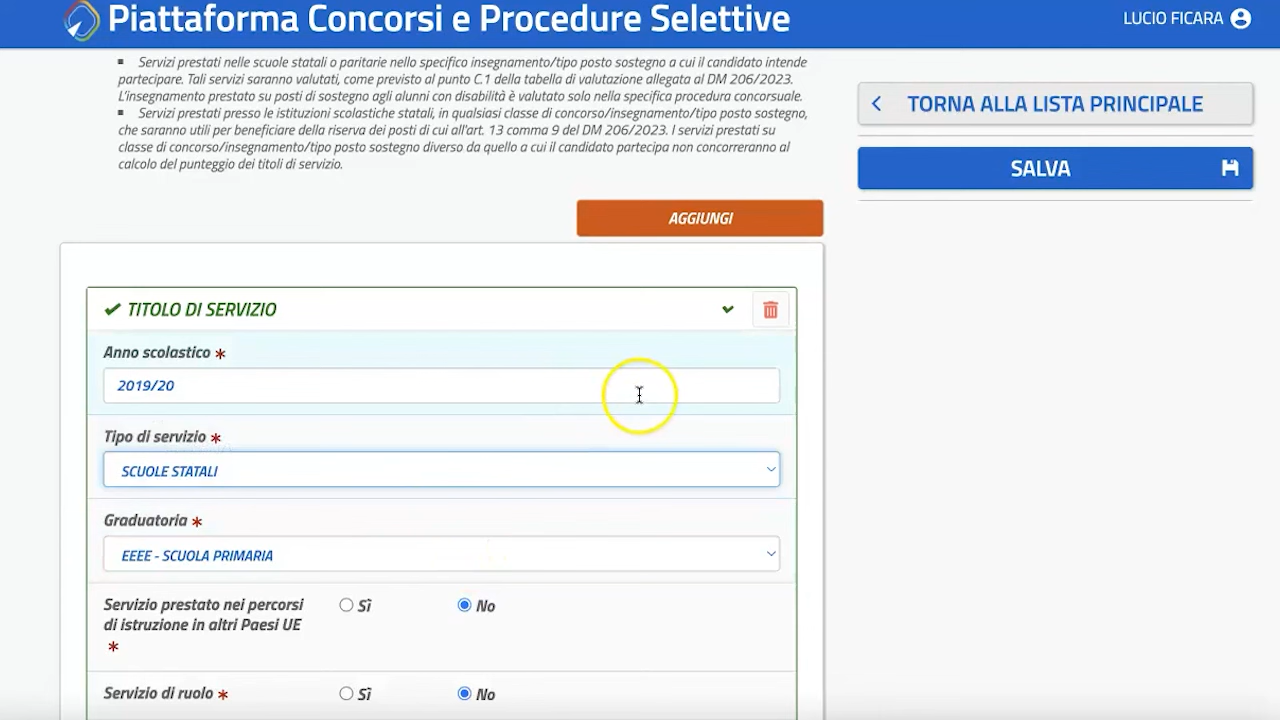 Piattaforma Concorsi e Procedure Selettive
LUCIO FICARA
▪ Servizi prestati nelle scuole statali o paritarie nello specifico insegnamento/tipo posto sostegno a cui il candidato intende
partecipare. Tali servizi saranno valutati, come previsto al punto C.1 della tabella di valutazione allegata al DM 206/2023.
L'insegnamento prestato su posti di sostegno agli alunni con disabilità è valutato solo nella specifica procedura concorsuale.
▪ Servizi prestati presso le istituzioni scolastiche statali, in qualsiasi classe di concorso/insegnamento/tipo posto sostegno,
che saranno utili per beneficiare della riserva dei posti di cui all'art. 13 comma 9 del DM 206/2023. I servizi prestati su
classe di concorso/insegnamento/tipo posto sostegno diverso da quello a cui il candidato partecipa non concorreranno al
calcolo del punteggio dei titoli di servizio.
TORNA ALLA LISTA PRINCIPALE
SALVA
AGGIUNGI
TITOLO DI SERVIZIO
Anno scolastico *
2019/20
Tipo di servizio *
SCUOLE STATALI
Graduatoria *
EEEE - SCUOLA PRIMARIA
Servizio prestato nei percorsi
di istruzione in altri Paesi UE
*
Sì No
Servizio di ruolo * Sì No